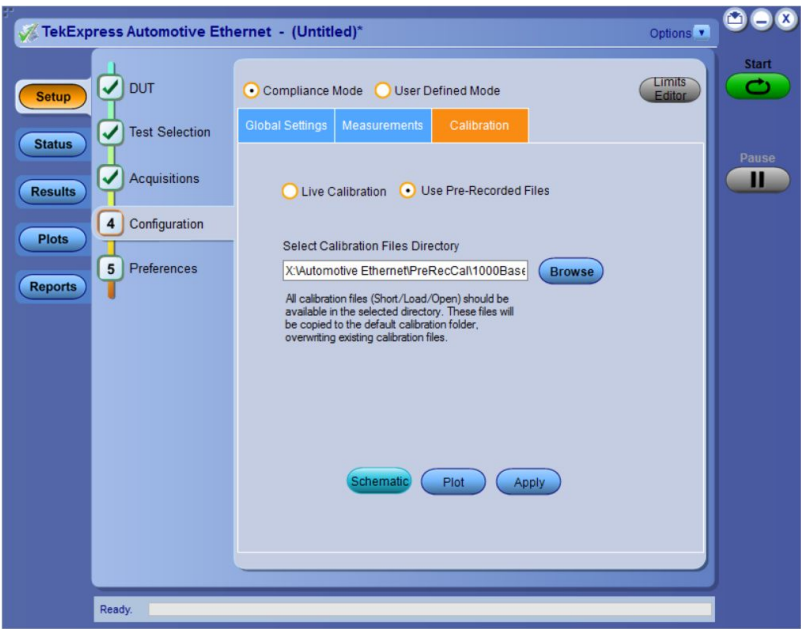 TekExpress Automotive Ethernet - (Untitled)*
Options
Start
Pause
Setup
Status
Results
Plots
Reports
DUT
Test Selection
Acquisitions
4 Configuration
5 Preferences
Compliance Mode User Defined Mode
Limits
Editor
Global Settings Measurements Calibration
Live Calibration Use Pre-Recorded Files
Select Calibration Files Directory
X:\Automotive Ethernet\PreRecCal\1000Base
Browse
All calibration files (Short/Load/Open) should be
available in the selected directory. These files will
be copied to the default calibration folder,
overwriting existing calibration files.
Schematic Plot Apply
Ready.